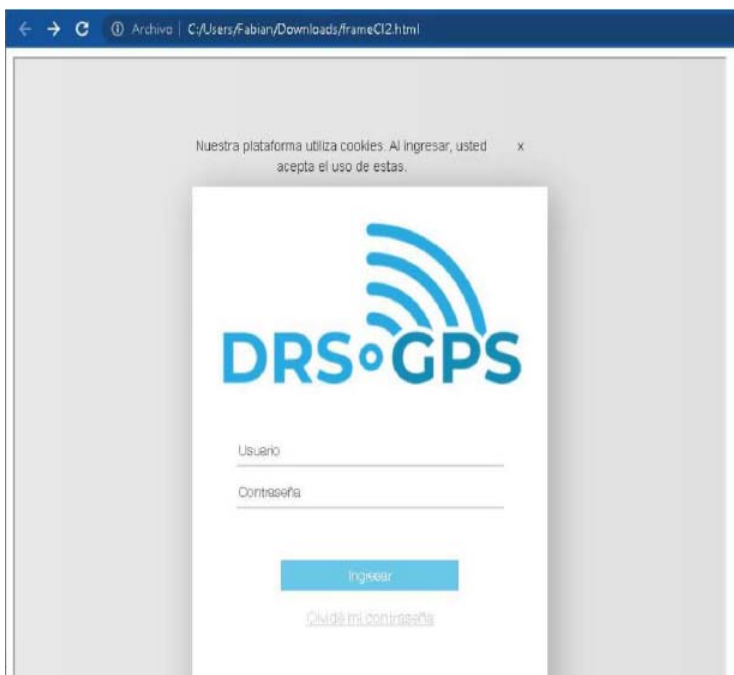 Archivo | C:/Users/Fabian/Downloads/frameCl2.html
Nuestra plataforma utiliza cookies. Al ingresar, usted x
acepta el uso de estas.
DRS GPS
Usuario
Contraseña
Ingresar
Olvidé mi contraseña